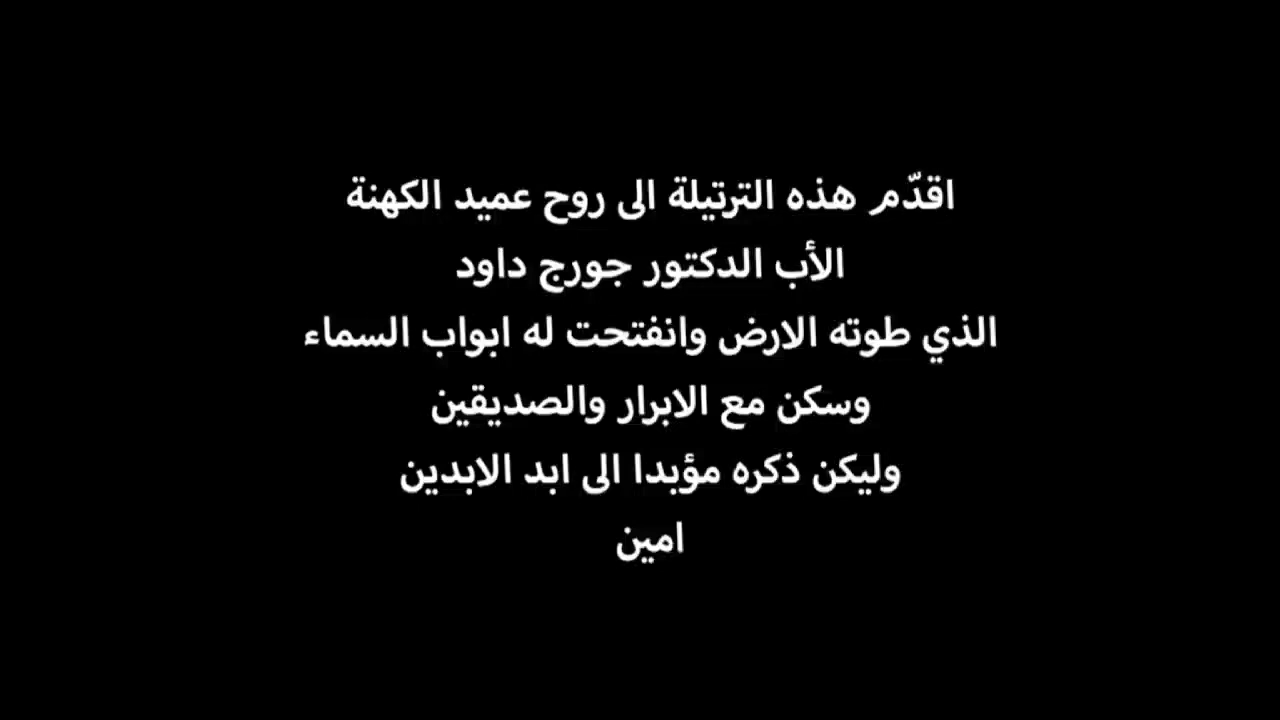 اقدّم هذه الترتيلة الى روح عميد الكهنة
الأب الدكتور جورج داود
الذي طوته الارض وانفتحت له ابواب السماء
وسكن مع الابرار والصديقين
وليكن ذكره مؤبدا الى ابد الابدين
امين